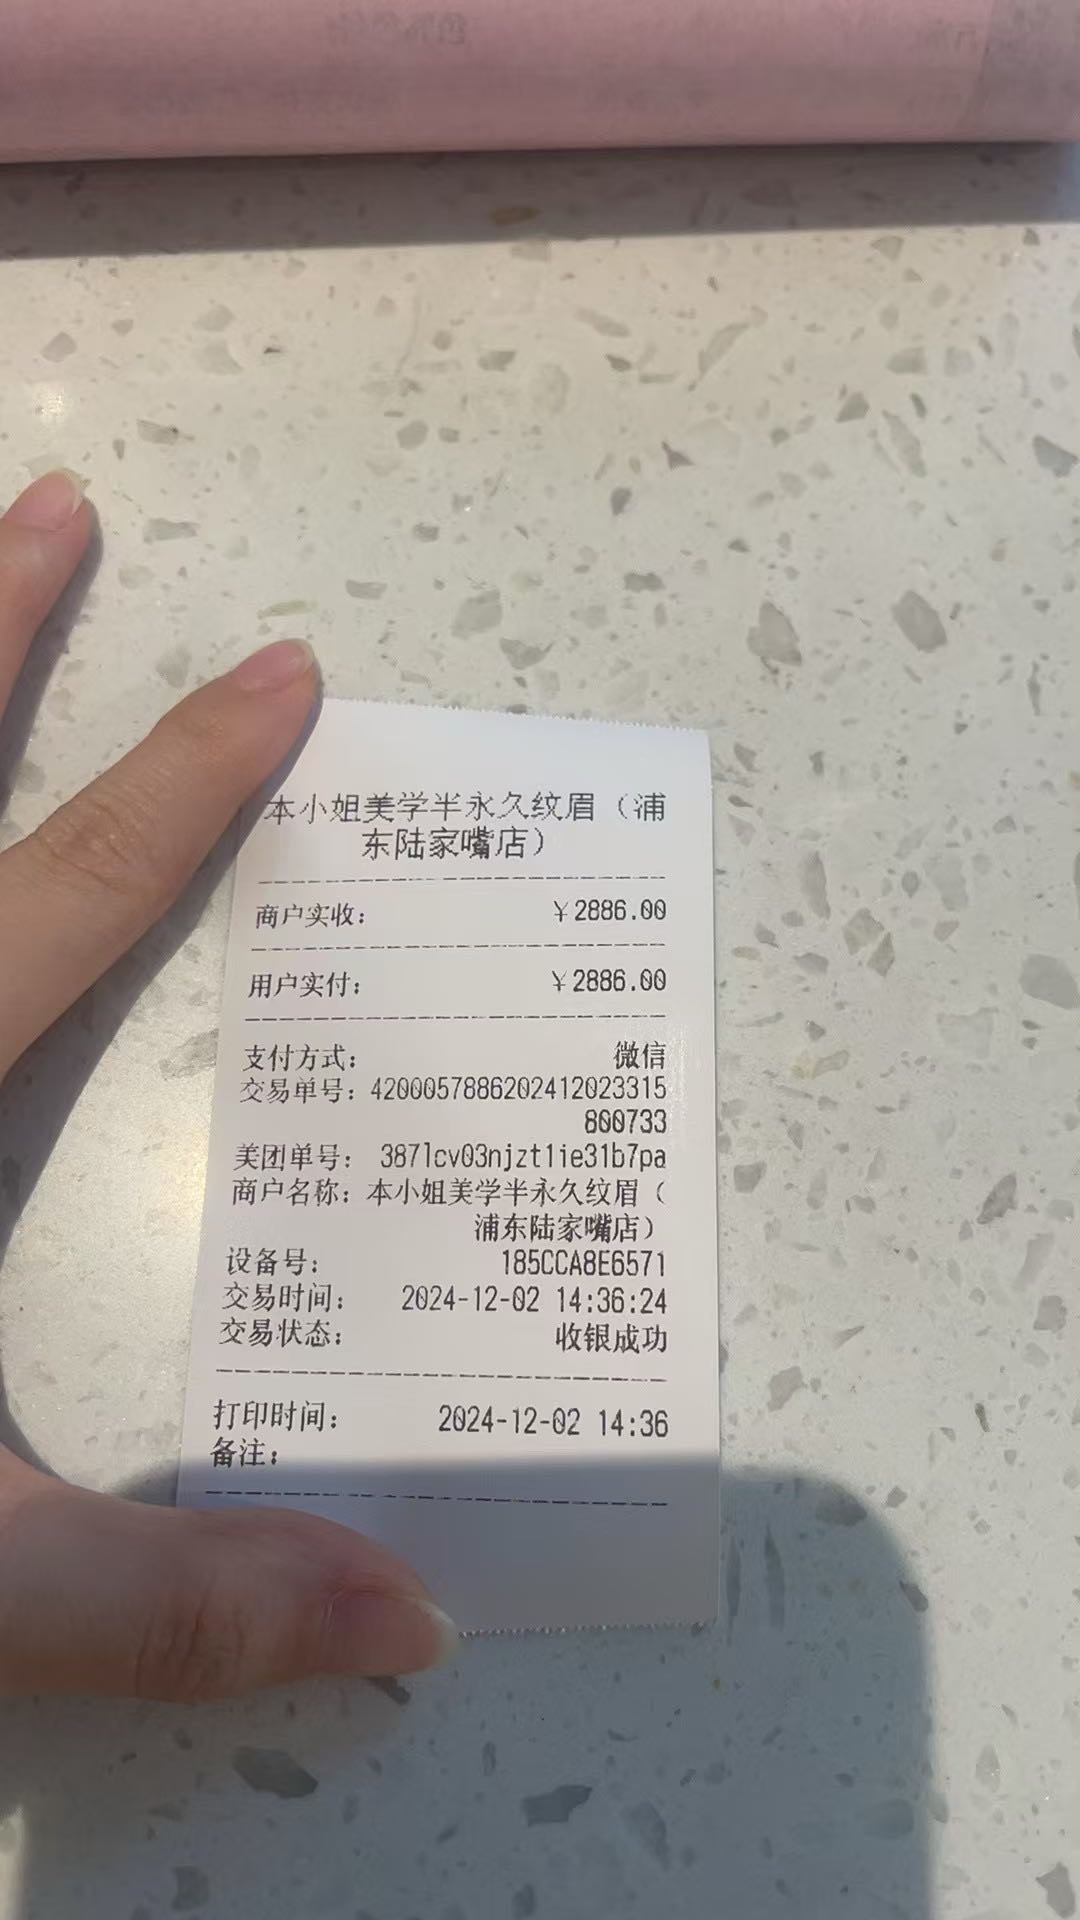 本小姐美学半永久纹眉（浦
东陆家嘴店）
商户实收： ￥2886.00
用户实付： ￥2886.00
支付方式： 微信
交易单号：4200057886202412023315
800733
美团单号： 387lcv03njzt1ie31b7pa
商户名称：本小姐美学半永久纹眉（
浦东陆家嘴店）
设备号： 185CCA8E6571
交易时间： 2024-12-02 14:36:24
交易状态： 收银成功
打印时间： 2024-12-02 14:36
备注：